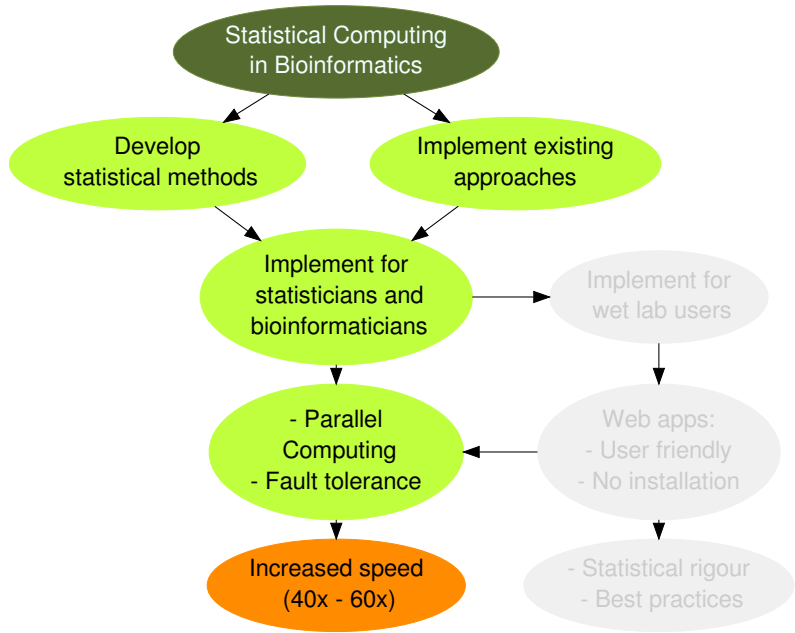 Statistical Computing
in Bioinformatics
Develop
statistical methods
Implement existing
approaches
Implement for
statisticians and
bioinformaticians
Implement for
wet lab users
- Parallel
Computing
- Fault tolerance
Web apps:
- User friendly
- No installation
Increased speed
(40x - 60x)
- Statistical rigour
- Best practices